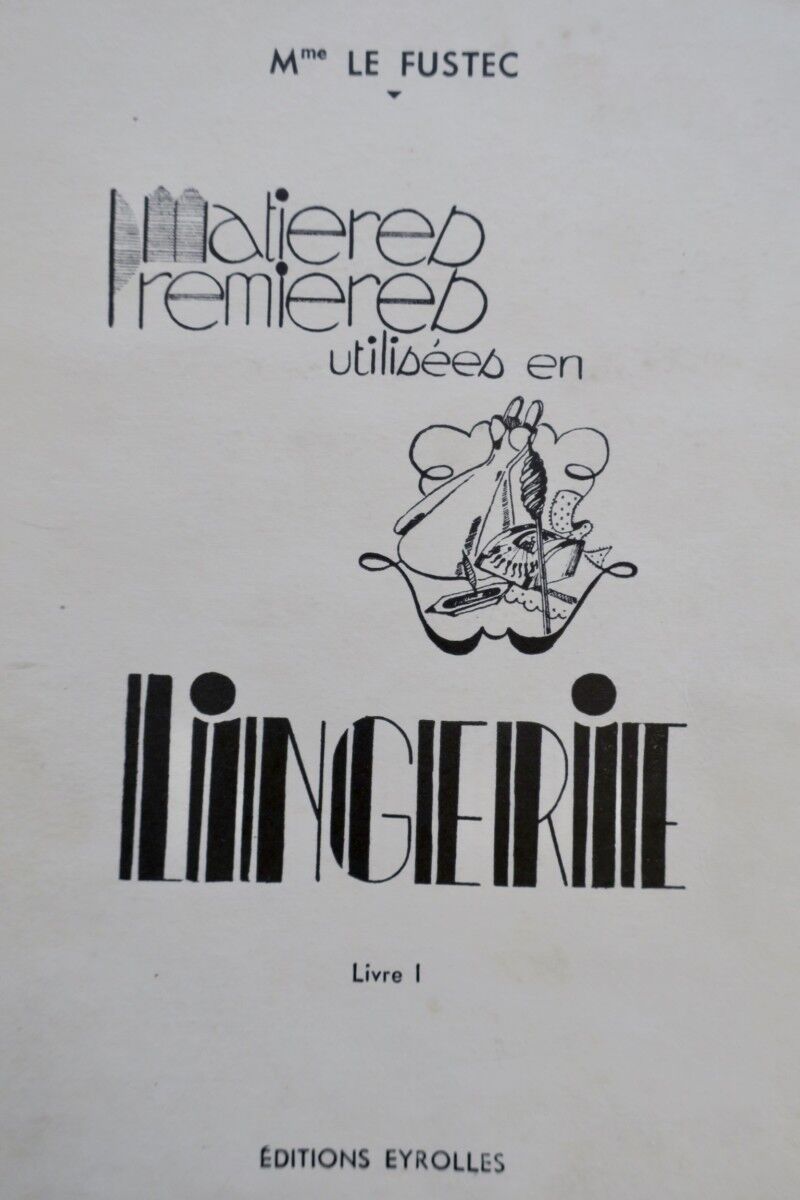 Mme LE FUSTEC
Matieres
Premieres
utilisées en
LiNGERiE
Livre I
ÉDITIONS EYROLLES